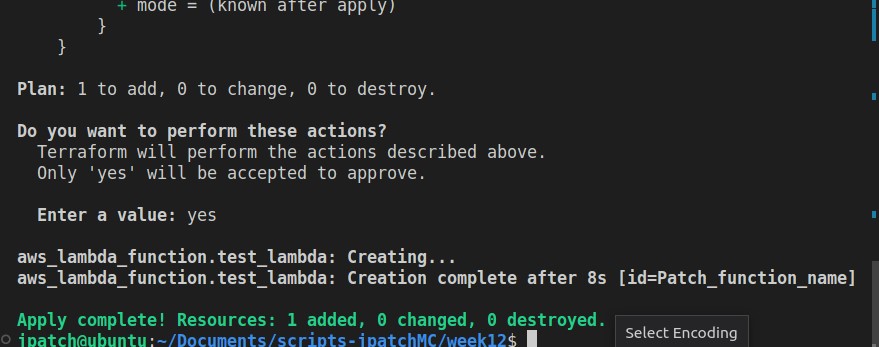 + mode = (known after apply)
}
}
Plan: 1 to add, 0 to change, 0 to destroy.
Do you want to perform these actions?
Terraform will perform the actions described above.
Only 'yes' will be accepted to approve.
Enter a value: yes
aws_lambda_function.test_lambda: Creating...
aws_lambda_function.test_lambda: Creation complete after 8s [id=Patch_function_name]
Apply complete! Resources: 1 added, 0 changed, 0 destroyed.
jpatch@ubuntu:~/Documents/scripts-jpatchMC/week12$
Select Encoding